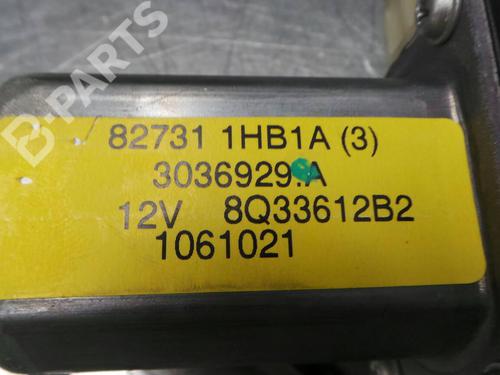 B-PARTS
82731 1HB1A (3)
3036929.A
12V 8Q33612B2
1061021